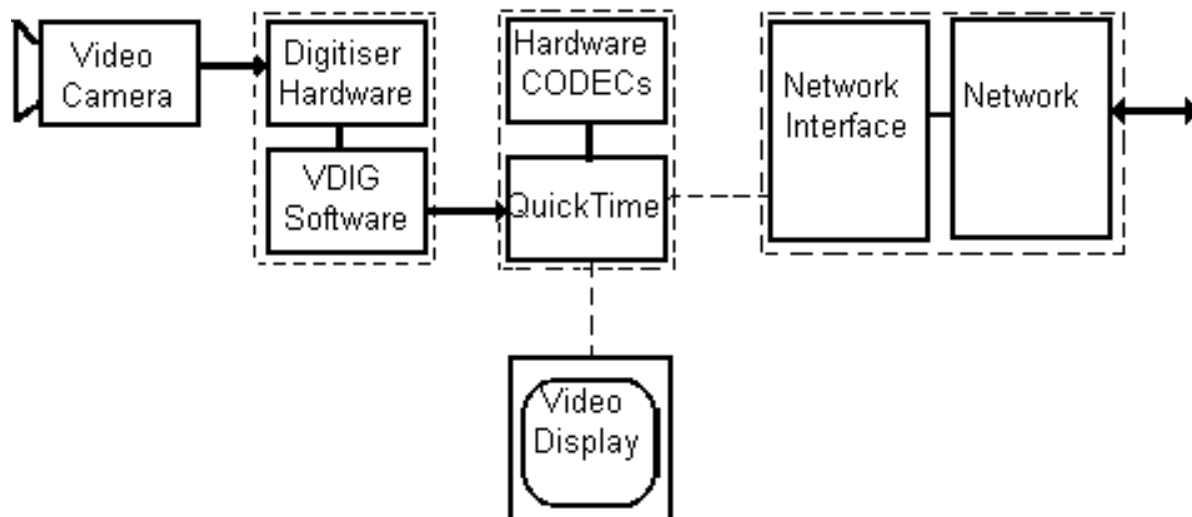 Video
Camera
Digitiser
Hardware
VDIG
Software
Hardware
CODECs
QuickTime
Network
Interface
Network
Video
Display